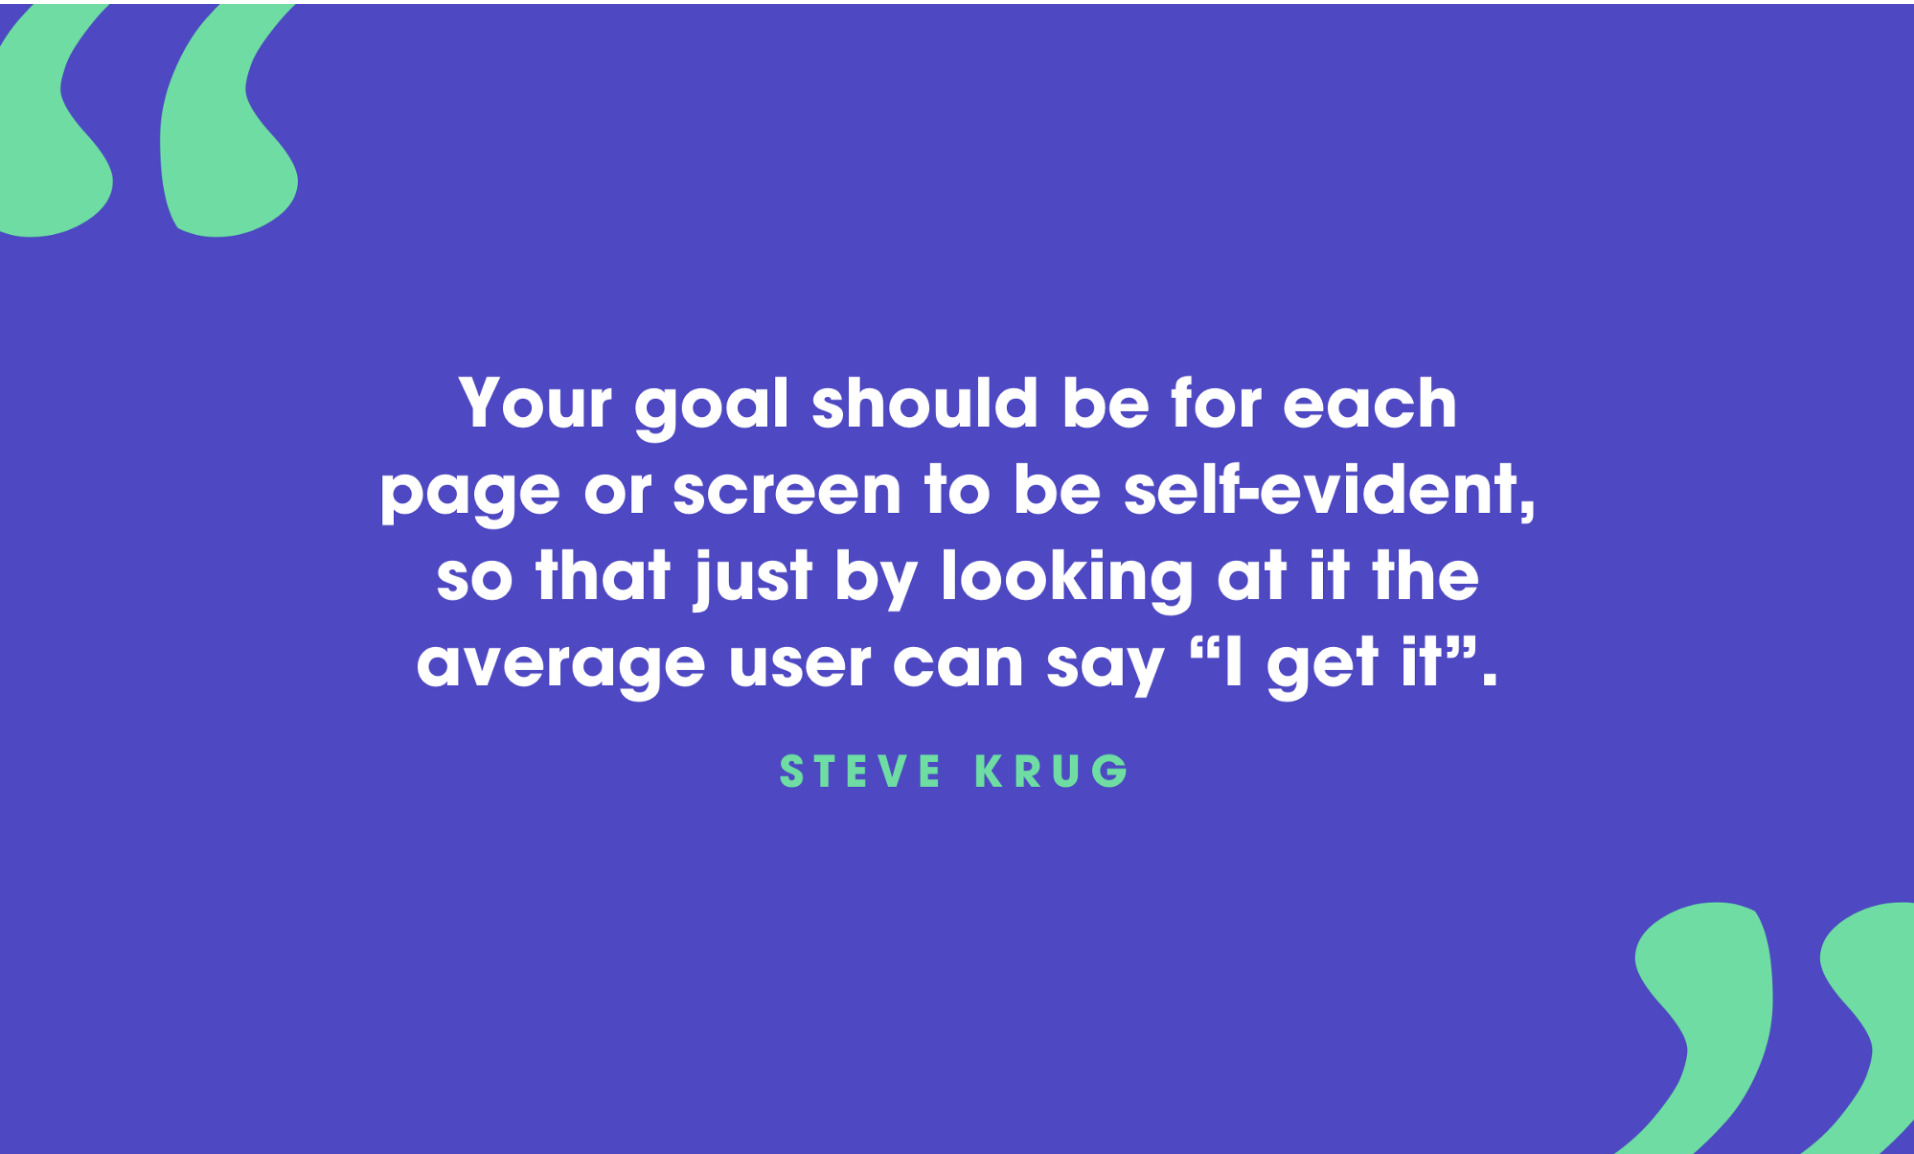 Your goal should be for each
page or screen to be self-evident,
so that just by looking at it the
average user can say “I get it”.
STEVE KRUG